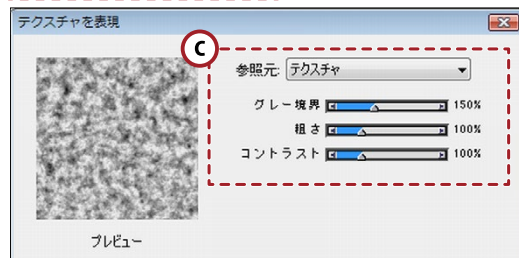 テクスチャを表現
C
参照元: テクスチャ
グレー境界 150%
粗さ 100%
コントラスト 100%
プレビュー